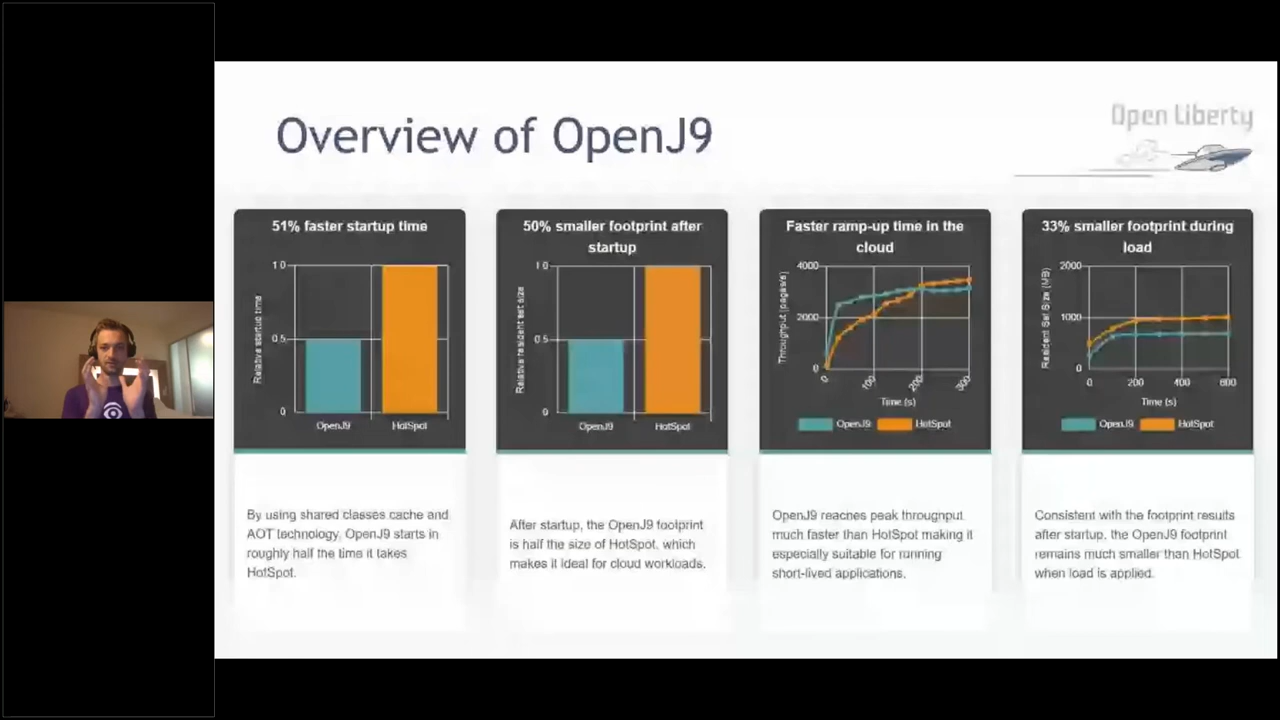 Overview of OpenJ9
Open Liberty
51% faster startup time
1.0
0.5
0
Relative startup time
OpenJ9
HotSpot
By using shared classes cache and
AOT technology, OpenJ9 starts in
roughly half the time it takes
HotSpot.
50% smaller footprint after
startup
1.0
0.5
0
Relative resident set size
OpenJ9
HotSpot
After startup, the OpenJ9 footprint
is half the size of HotSpot, which
makes it ideal for cloud workloads.
Faster ramp-up time in the
cloud
4000
2000
0
Throughput (pages/s)
0
100
200
300
Time (s)
OpenJ9
HotSpot
OpenJ9 reaches peak throughput
much faster than HotSpot making it
especially suitable for running
short-lived applications.
33% smaller footprint during
load
2000
1000
0
Resident Set Size (MB)
0
200
400
600
Time (s)
OpenJ9
HotSpot
Consistent with the footprint results
after startup, the OpenJ9 footprint
remains much smaller than HotSpot
when load is applied.